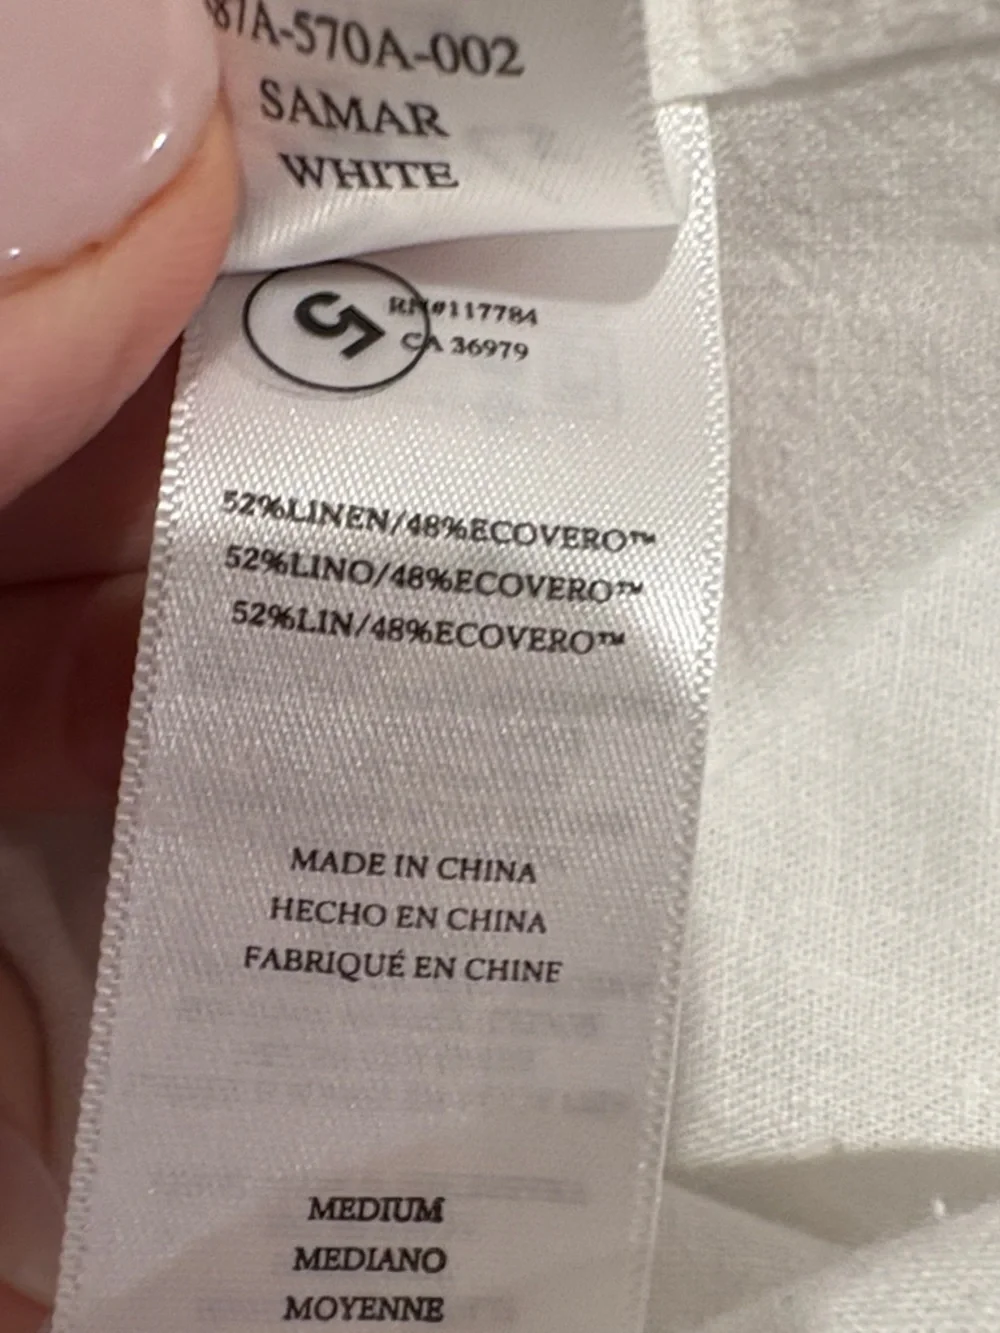 87A-570A-002
SAMAR
WHITE
RN#117784
CA 36979
52%LINEN/48%ECOVERO™
52%LINO/48%ECOVERO™
52%LIN/48%ECOVERO™
MADE IN CHINA
HECHO EN CHINA
FABRIQUÉ EN CHINE
MEDIUM
MEDIANO
MOYENNE